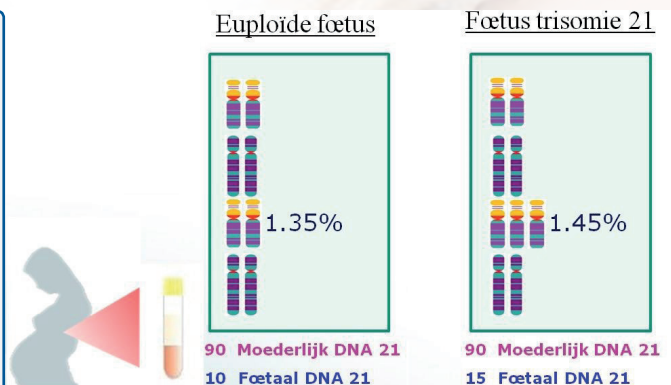 Euploïde fœtus
Fœtus trisomie 21
1.35%
1.45%
90 Moederlijk DNA 21
10 Fœtaal DNA 21
90 Moederlijk DNA 21
15 Fœtaal DNA 21